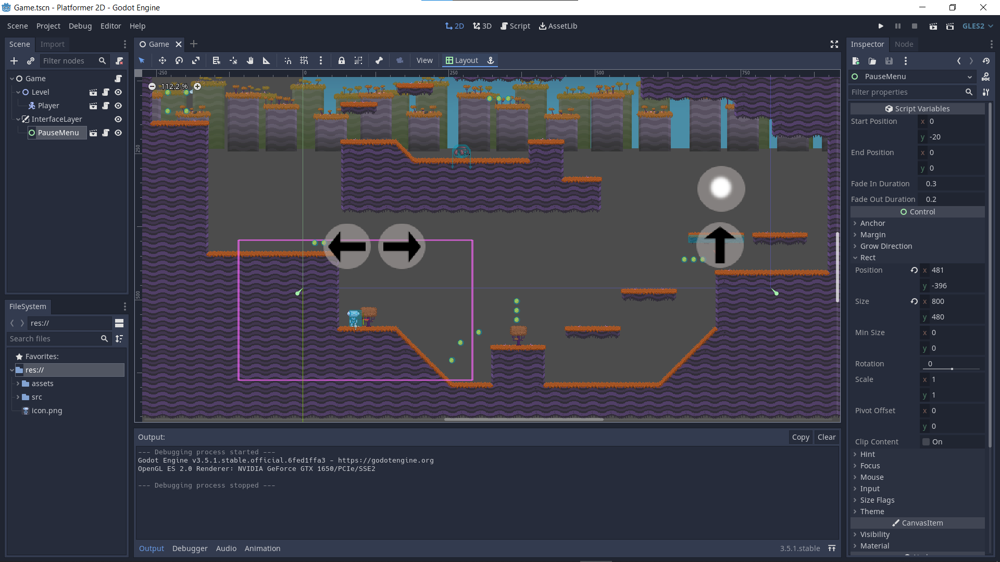 Game.tscn - Platformer 2D - Godot Engine
Scene Project Debug Editor Help
2D 3D Script AssetLib
GLES2
Scene Import
Filter nodes
Game
Level
Player
InterfaceLayer
PauseMenu
FileSystem
res://
Search files
Favorites:
res://
assets
src
icon.png
Game
View Layout
-250 0 250 500 750
112.2 %
250
500
Output:
Copy Clear
--- Debugging process started ---
Godot Engine v3.5.1.stable.official.6fed1ffa3 - https://godotengine.org
OpenGL ES 2.0 Renderer: NVIDIA GeForce GTX 1650/PCIe/SSE2
--- Debugging process stopped ---
Output Debugger Audio Animation
3.5.1.stable
Inspector Node
PauseMenu
Filter properties
Script Variables
Start Position x 0
y -20
End Position x 0
y 0
Fade In Duration 0.3
Fade Out Duration 0.2
Control
Anchor
Margin
Grow Direction
Rect
Position x 481
y -396
Size x 800
y 480
Min Size x 0
y 0
Rotation 0
Scale x 1
y 1
Pivot Offset x 0
y 0
Clip Content On
Hint
Focus
Mouse
Input
Size Flags
Theme
CanvasItem
Visibility
Material